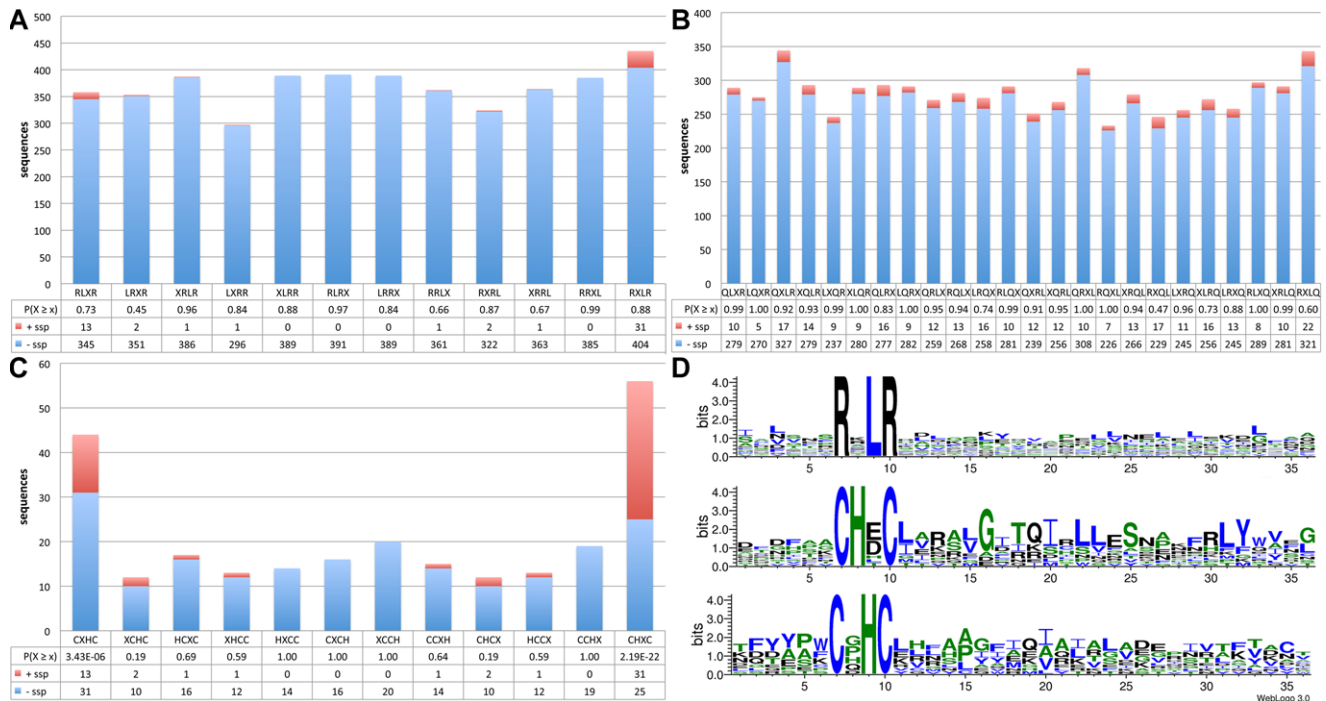 A
500
450
400
350
300
250
200
150
100
50
0
sequences
RLXR LRXR XRLR LXRR XLRR RLRX LRRX RRLX RXRL XRRL RRXL RXLR
P(X ≥ x) 0.73 0.45 0.96 0.84 0.88 0.92 0.84 0.66 0.87 0.67 0.99 0.88
+ ssp 13 2 1 1 0 0 0 1 2 1 0 31
- ssp 345 351 386 296 389 391 389 361 322 363 385 404
B
400
350
300
250
200
150
100
50
0
sequences
QLXR LQXR QXLR XQLR LXQR XLQR QLRX LQRX QRLX RQLX LRQX RLQX QXRL XQRL QRXL RQXL XRQL RXQL LXRQ XLRQ LRXQ RLXQ XRLQ RXLQ
P(X ≥ x) 0.99 1.00 0.92 0.93 0.99 1.00 0.83 1.00 0.95 0.94 0.74 0.99 0.91 0.95 1.00 1.00 0.94 0.47 0.96 0.73 0.88 1.00 0.99 0.60
+ ssp 10 5 17 14 9 9 16 9 12 13 16 10 12 12 10 7 13 17 11 16 13 8 10 22
- ssp 279 270 327 279 237 280 277 282 259 268 258 281 239 256 308 226 266 229 245 256 245 289 281 321
C
60
50
40
30
20
10
0
sequences
CXHC XCHC HCXC XHCC HXCC CXCH XCCH CCXH CHCX HCCX CCHX CHXC
P(X ≥ x) 3.43E-06 0.19 0.69 0.59 1.00 1.00 1.00 0.64 0.19 0.59 1.00 2.19E-22
+ ssp 13 2 1 1 0 0 0 1 2 1 0 31
- ssp 31 10 16 12 14 16 20 14 10 12 19 25
D
bits
4.0
3.0
2.0
1.0
0.0
R LR
5 10 15 20 25 30 35
bits
4.0
3.0
2.0
1.0
0.0
CHEC
5 10 15 20 25 30 35
bits
4.0
3.0
2.0
1.0
0.0
C HC
5 10 15 20 25 30 35
WebLogo 3.0